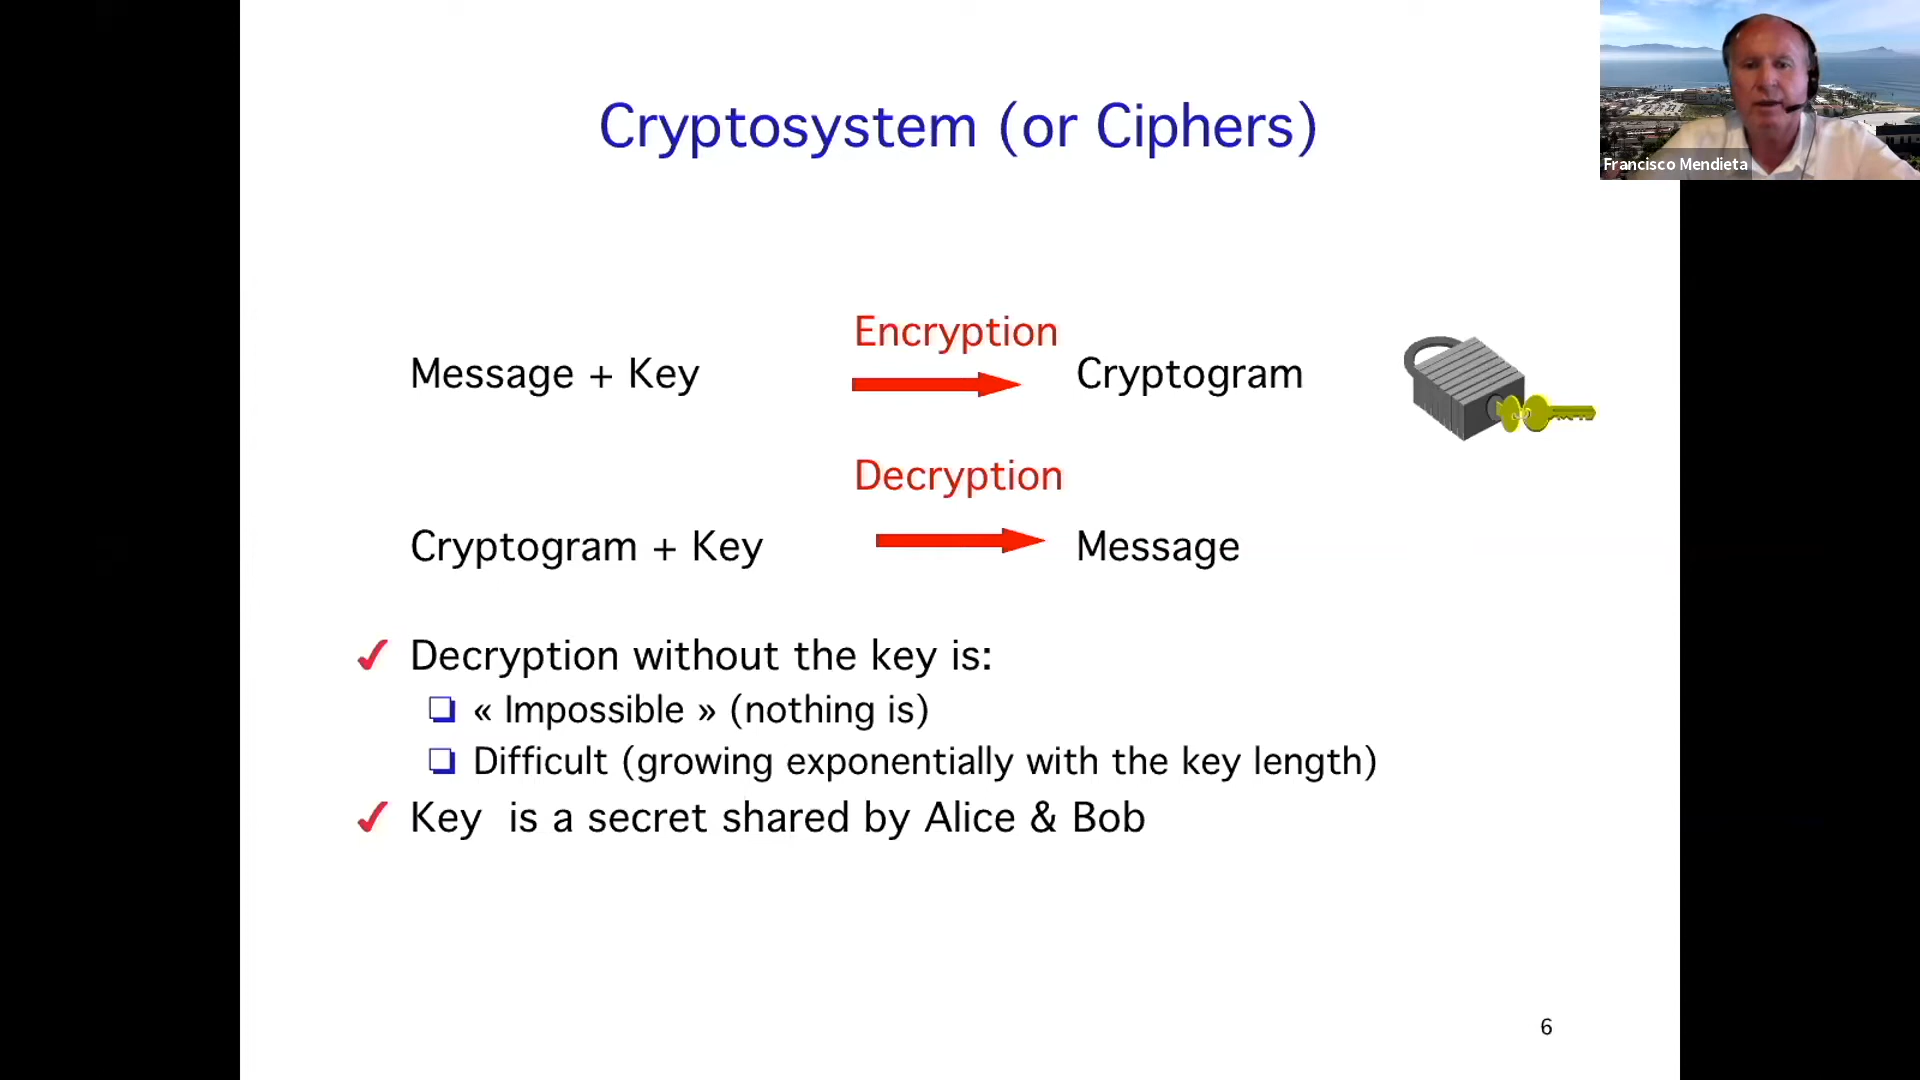 Cryptosystem (or Ciphers)
Francisco Mendieta
Encryption
Message + Key
Cryptogram
Decryption
Cryptogram + Key
Message
✓ Decryption without the key is:
❏ « Impossible » (nothing is)
❏ Difficult (growing exponentially with the key length)
✓ Key is a secret shared by Alice & Bob
6